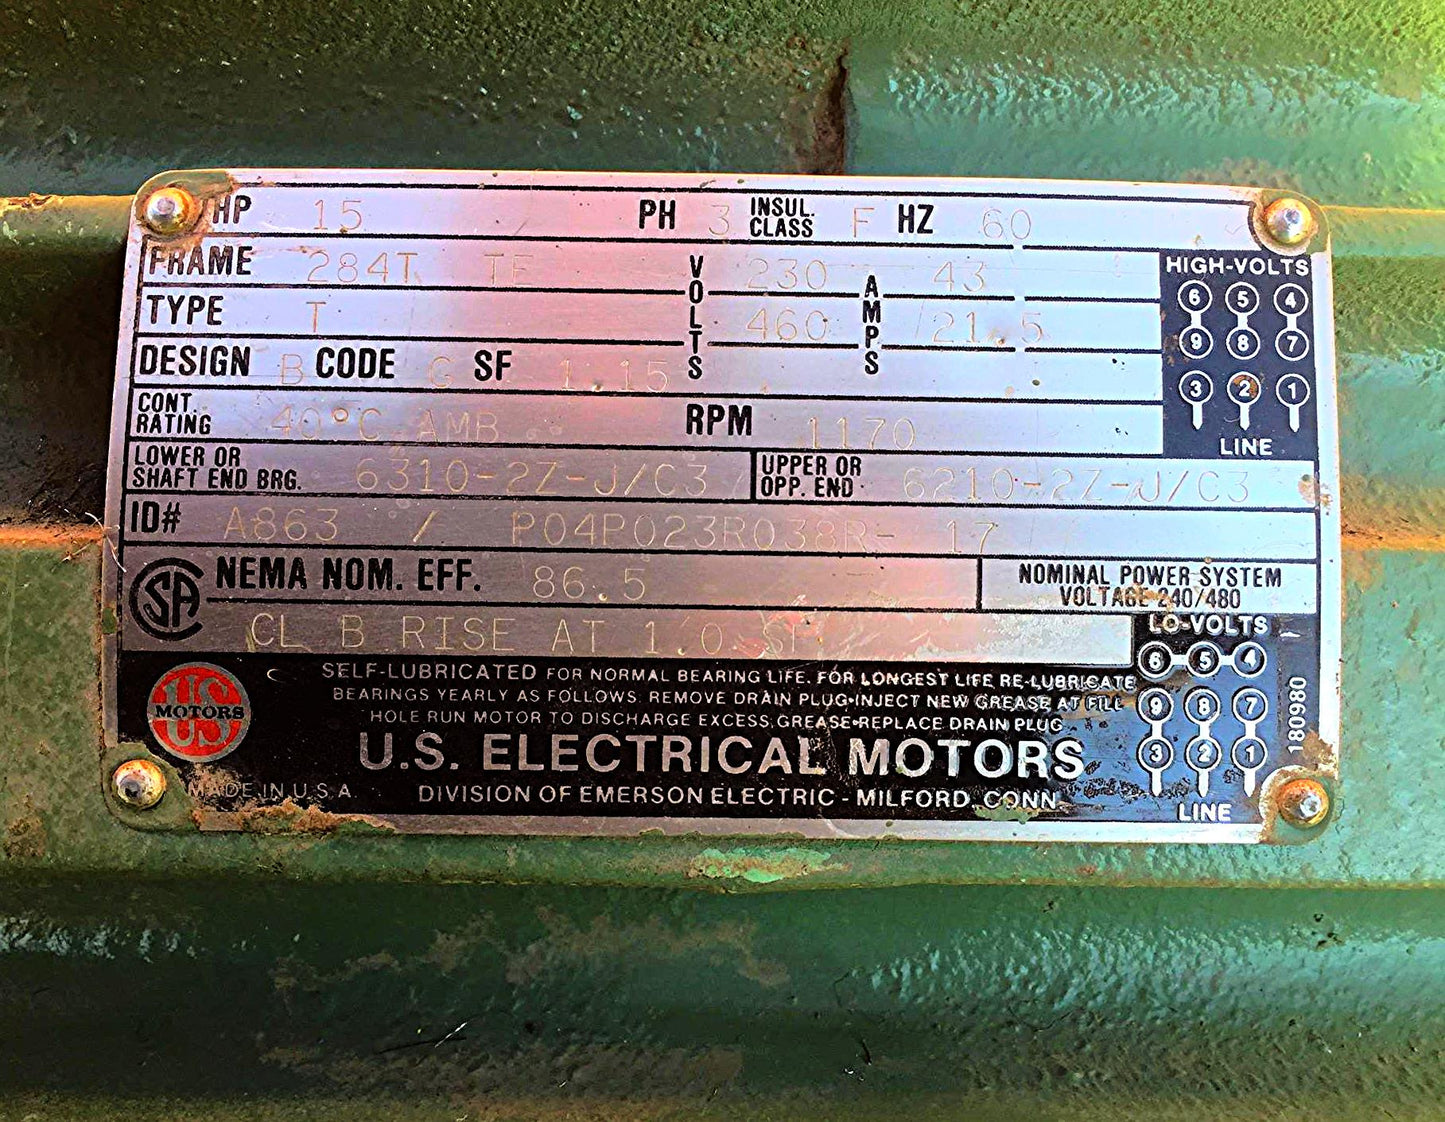 HP 15 PH 3 INSUL. CLASS F HZ 60
FRAME 284T TE VOLTS 230 AMPS 43
TYPE T 460 / 21.5
DESIGN B CODE G SF 1.15
CONT. RATING 40°C AMB RPM 1170
LOWER OR SHAFT END BRG. 6310-2Z-J/C3 UPPER OR OPP. END 6210-2Z-J/C3
ID# A863 / P04P023R038R- 17
SA NEMA NOM. EFF. 86.5 NOMINAL POWER SYSTEM
VOLTAGE 240/480
CL B RISE AT 1.0 SF
HIGH-VOLTS
6 5 4
9 8 7
3 2 1
LINE
LO-VOLTS
6 5 4
9 8 7
3 2 1
LINE
180980
SELF-LUBRICATED FOR NORMAL BEARING LIFE. FOR LONGEST LIFE RE-LUBRICATE
BEARINGS YEARLY AS FOLLOWS. REMOVE DRAIN PLUG•INJECT NEW GREASE AT FILL
HOLE RUN MOTOR TO DISCHARGE EXCESS GREASE•REPLACE DRAIN PLUG
US MOTORS
U.S. ELECTRICAL MOTORS
MADE IN U.S.A. DIVISION OF EMERSON ELECTRIC - MILFORD, CONN